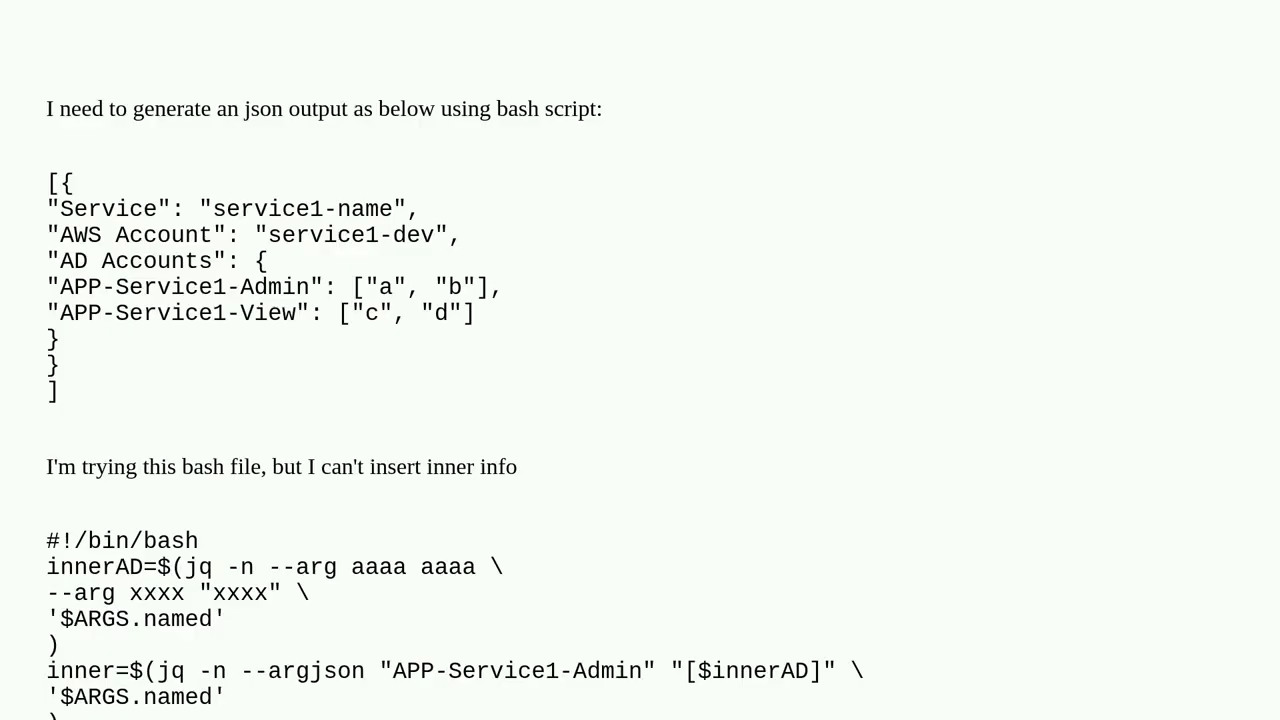 I need to generate an json output as below using bash script:
[{
"Service": "service1-name",
"AWS Account": "service1-dev",
"AD Accounts": {
"APP-Service1-Admin": ["a", "b"],
"APP-Service1-View": ["c", "d"]
}
}
]
I'm trying this bash file, but I can't insert inner info
#!/bin/bash
innerAD=$(jq -n --arg aaaa aaaa \
--arg xxxx "xxxx" \
'$ARGS.named'
)
inner=$(jq -n --argjson "APP-Service1-Admin" "[$innerAD]" \
'$ARGS.named'
)